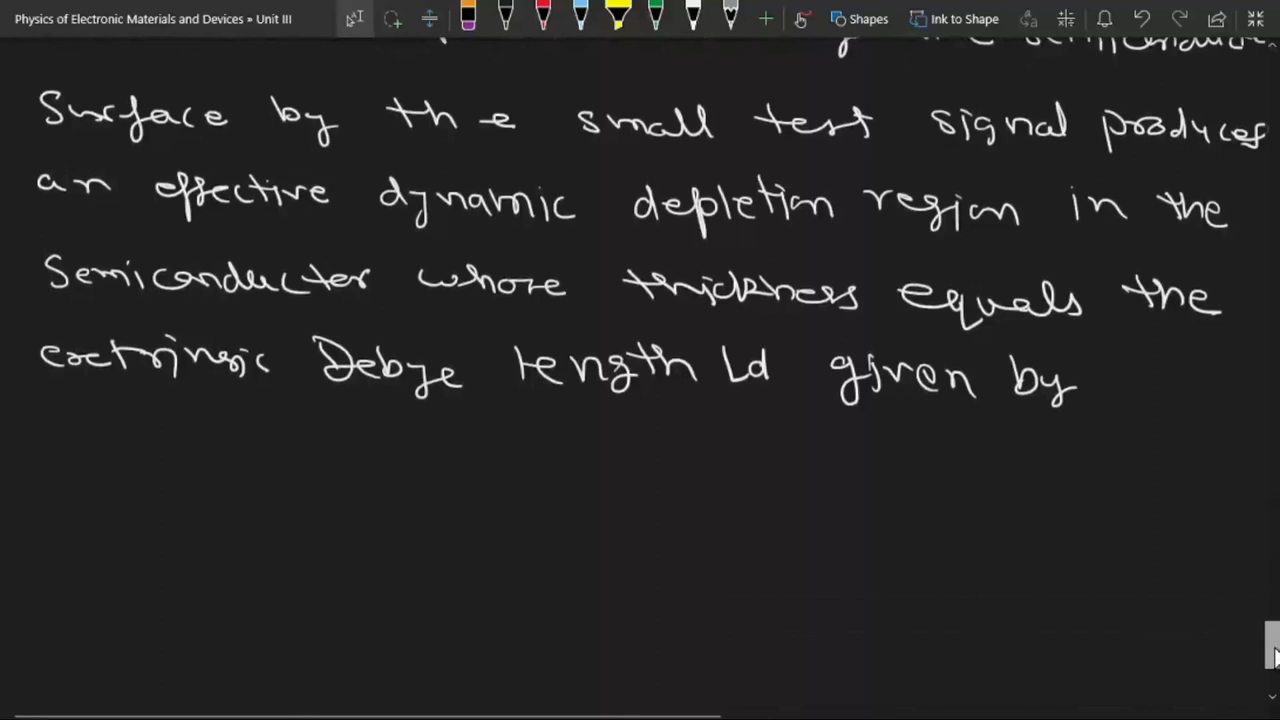 Physics of Electronic Materials and Devices » Unit III
Shapes
Ink to Shape
Surface by the small test signal produces
an effective dynamic depletion region in the
Semiconductor whose thickness equals the
extrinsic Debye length Ld given by